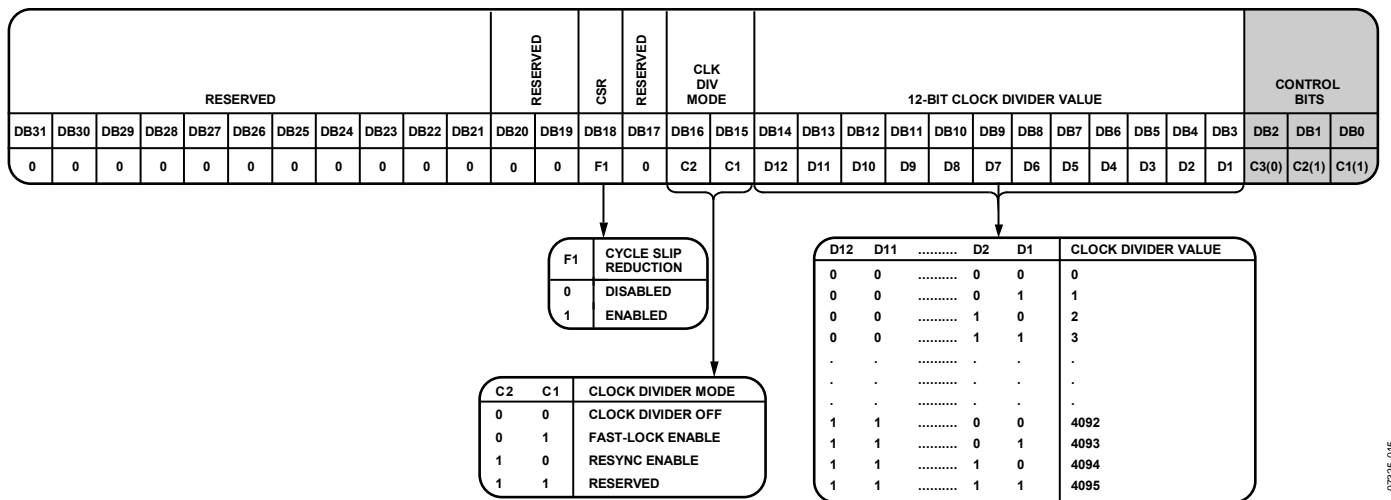 RESERVED
RESERVED
CSR
RESERVED
CLK
DIV
MODE
12-BIT CLOCK DIVIDER VALUE
CONTROL
BITS
DB31 DB30 DB29 DB28 DB27 DB26 DB25 DB24 DB23 DB22 DB21 DB20 DB19 DB18 DB17 DB16 DB15 DB14 DB13 DB12 DB11 DB10 DB9 DB8 DB7 DB6 DB5 DB4 DB3 DB2 DB1 DB0
0 0 0 0 0 0 0 0 0 0 0 0 0 F1 0 C2 C1 D12 D11 D10 D9 D8 D7 D6 D5 D4 D3 D2 D1 C3(0) C2(1) C1(1)
F1 CYCLE SLIP
REDUCTION
0 DISABLED
1 ENABLED
C2 C1 CLOCK DIVIDER MODE
0 0 CLOCK DIVIDER OFF
0 1 FAST-LOCK ENABLE
1 0 RESYNC ENABLE
1 1 RESERVED
D12 D11 .......... D2 D1 CLOCK DIVIDER VALUE
0 0 .......... 0 0 0
0 0 .......... 0 1 1
0 0 .......... 1 0 2
0 0 .......... 1 1 3
. . .......... . . .
. . .......... . . .
. . .......... . . .
1 1 .......... 0 0 4092
1 1 .......... 0 1 4093
1 1 .......... 1 0 4094
1 1 .......... 1 1 4095